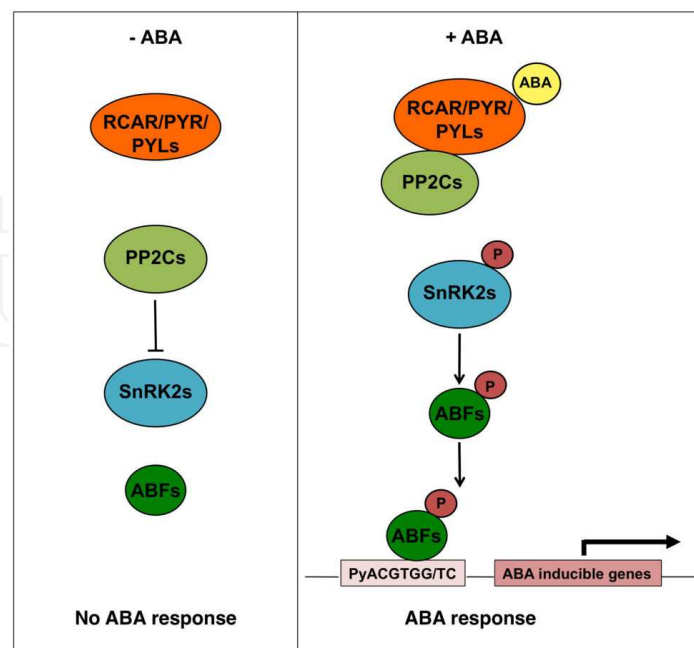 - ABA
RCAR/PYR/
PYLs
PP2Cs
SnRK2s
ABFs
No ABA response
+ ABA
ABA
RCAR/PYR/
PYLs
PP2Cs
P
SnRK2s
P
ABFs
P
ABFs
PyACGTGG/TC
ABA inducible genes
ABA response